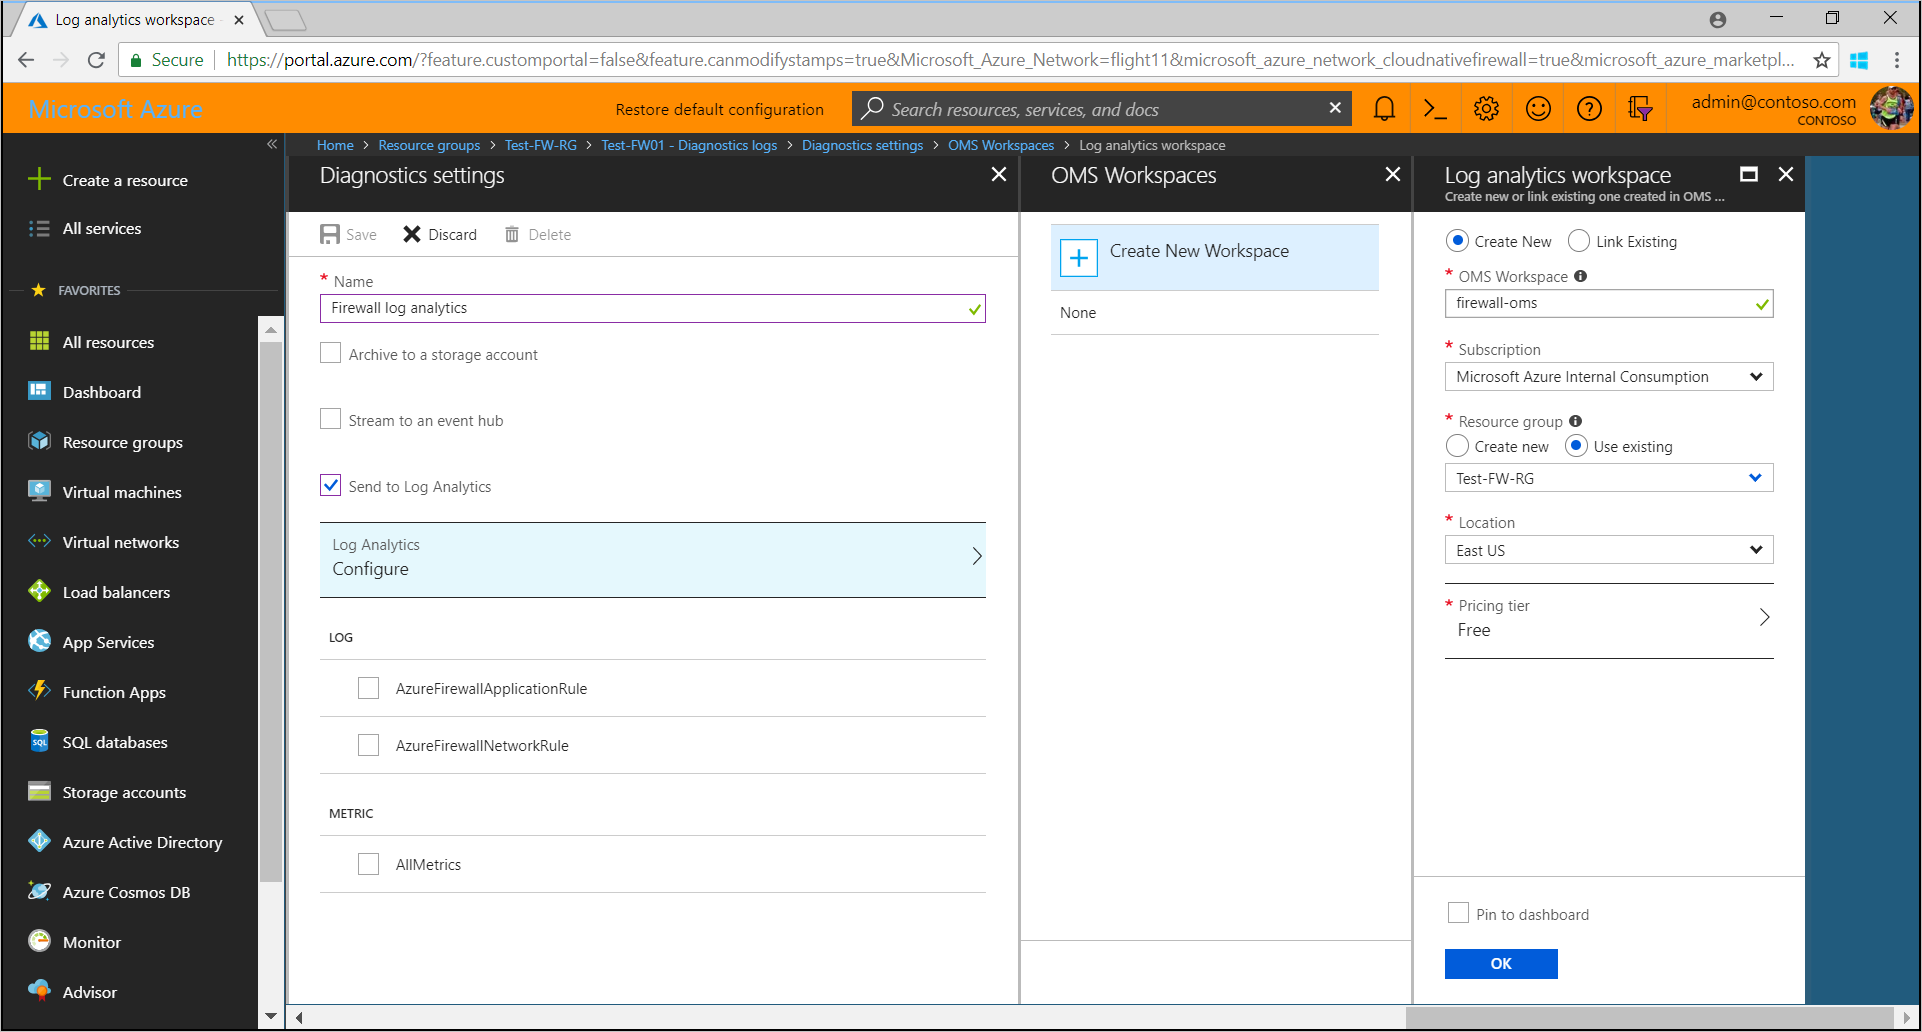 Log analytics workspace
Secure
https://portal.azure.com/?feature.customportal=false&feature.canmodifystamps=true&Microsoft_Azure_Network=flight11&microsoft_azure_network_cloudnativefirewall=true&microsoft_azure_marketpl...
Microsoft Azure
Restore default configuration
Search resources, services, and docs
admin@contoso.com
CONTOSO
Home > Resource groups > Test-FW-RG > Test-FW01 - Diagnostics logs > Diagnostics settings > OMS Workspaces > Log analytics workspace
Create a resource
All services
FAVORITES
All resources
Dashboard
Resource groups
Virtual machines
Virtual networks
Load balancers
App Services
Function Apps
SQL
SQL databases
Storage accounts
Azure Active Directory
Azure Cosmos DB
Monitor
Advisor
Diagnostics settings
Save
Discard
Delete
* Name
Firewall log analytics
Archive to a storage account
Stream to an event hub
Send to Log Analytics
Log Analytics
Configure
LOG
AzureFirewallApplicationRule
AzureFirewallNetworkRule
METRIC
AllMetrics
OMS Workspaces
Create New Workspace
None
Log analytics workspace
Create new or link existing one created in OMS ...
Create New
Link Existing
* OMS Workspace
firewall-oms
* Subscription
Microsoft Azure Internal Consumption
* Resource group
Create new
Use existing
Test-FW-RG
* Location
East US
* Pricing tier
Free
Pin to dashboard
OK